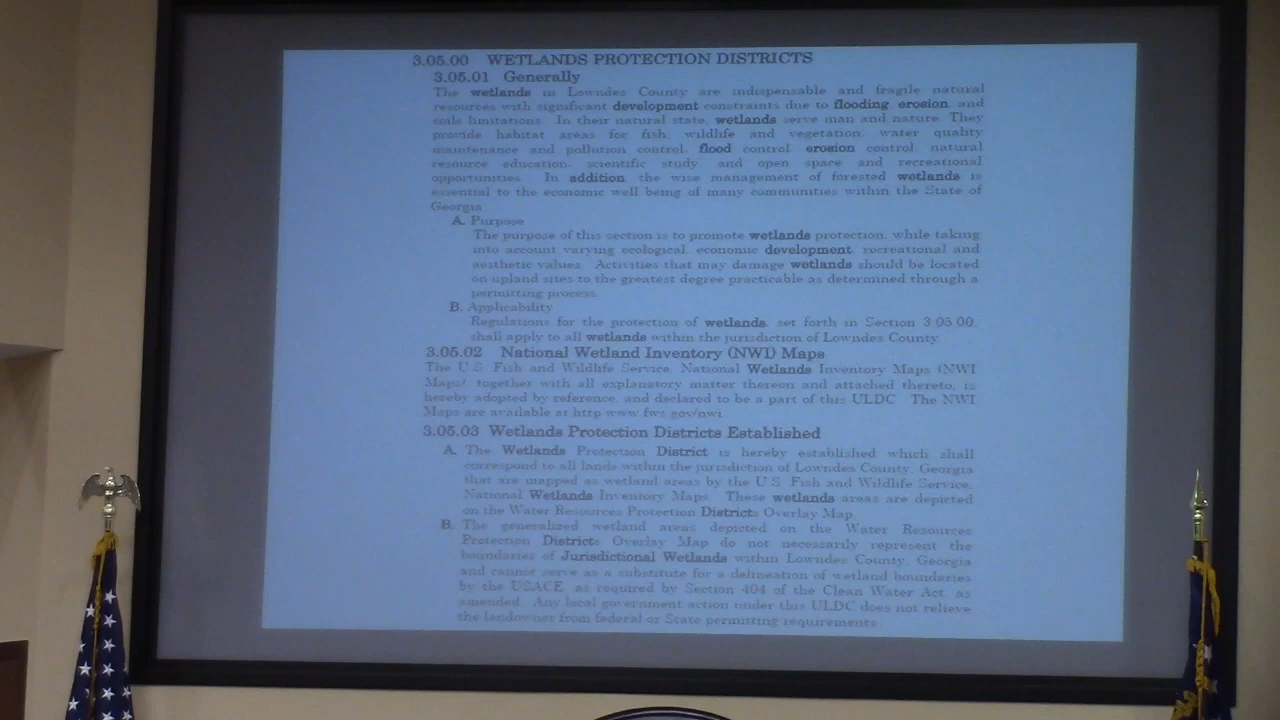 3.05.00 WETLANDS PROTECTION DISTRICTS
3.05.01 Generally
The wetlands in Lowndes County are indispensable and fragile natural
resources with significant development constraints due to flooding, erosion, and
soils limitations. In their natural state, wetlands serve man and nature. They
provide habitat areas for fish, wildlife and vegetation, water quality
maintenance and pollution control, flood control, erosion control, natural
resource education, scientific study, and open space and recreational
opportunities. In addition, the wise management of forested wetlands is
essential to the economic well being of many communities within the State of
Georgia.
A. Purpose
The purpose of this section is to promote wetlands protection, while taking
into account varying ecological, economic development, recreational and
aesthetic values. Activities that may damage wetlands should be located
on upland sites to the greatest degree practicable as determined through a
permitting process.
B. Applicability
Regulations for the protection of wetlands, set forth in Section 3.05.00,
shall apply to all wetlands within the jurisdiction of Lowndes County.
3.05.02 National Wetland Inventory (NWI) Maps
The U.S. Fish and Wildlife Service, National Wetlands Inventory Maps (NWI
Maps), together with all explanatory matter thereon and attached thereto, is
hereby adopted by reference, and declared to be a part of this ULDC. The NWI
Maps are available at http://www.fws.gov/nwi.
3.05.03 Wetlands Protection Districts Established
A. The Wetlands Protection District is hereby established which shall
correspond to all lands within the jurisdiction of Lowndes County, Georgia
that are mapped as wetland areas by the U.S. Fish and Wildlife Service,
National Wetlands Inventory Maps. These wetlands areas are depicted
on the Water Resources Protection Districts Overlay Map.
B. The generalized wetland areas depicted on the Water Resources
Protection Districts Overlay Map do not necessarily represent the
boundaries of Jurisdictional Wetlands within Lowndes County, Georgia
and cannot serve as a substitute for a delineation of wetland boundaries
by the USACE, as required by Section 404 of the Clean Water Act, as
amended. Any local government action under this ULDC does not relieve
the landowner from federal or State permitting requirements.